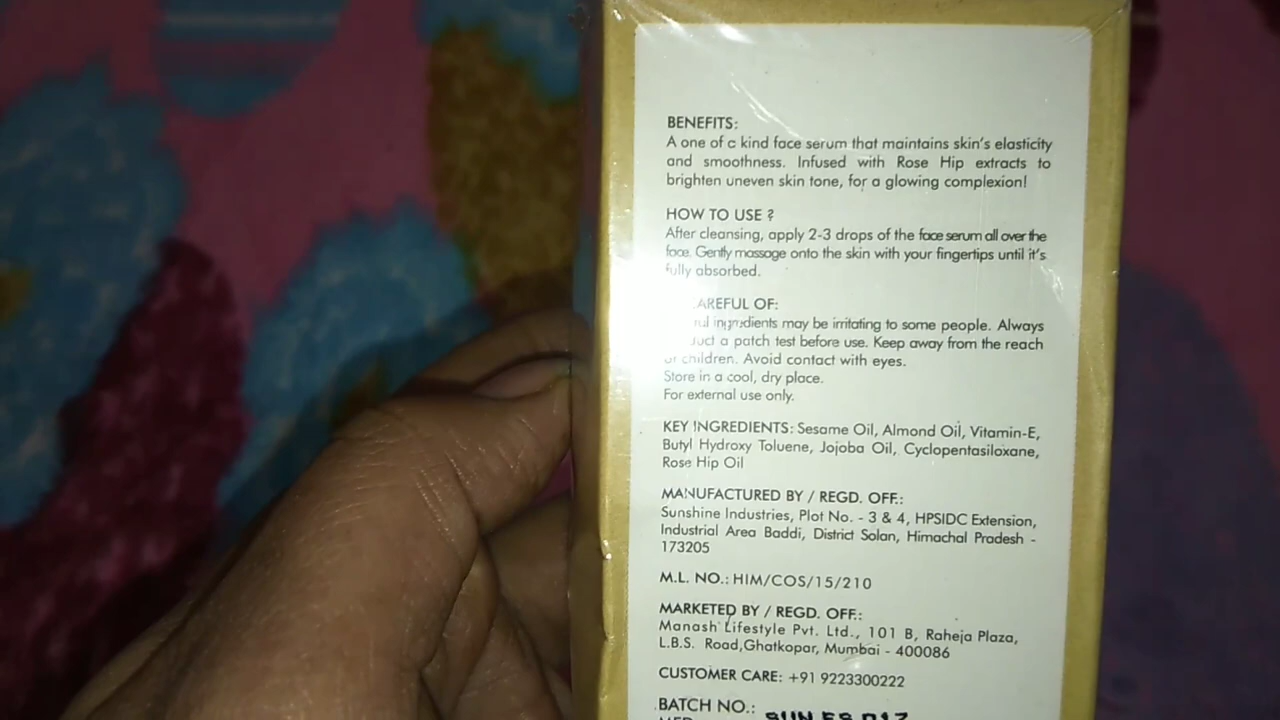 BENEFITS:
A one of a kind face serum that maintains skin's elasticity
and smoothness. Infused with Rose Hip extracts to
brighten uneven skin tone, for a glowing complexion!
HOW TO USE ?
After cleansing, apply 2-3 drops of the face serum all over the
face. Gently massage onto the skin with your fingertips until it's
fully absorbed.
AREFUL OF:
ingredients may be irritating to some people. Always
a patch test before use. Keep away from the reach
of children. Avoid contact with eyes.
Store in a cool, dry place.
For external use only.
KEY INGREDIENTS: Sesame Oil, Almond Oil, Vitamin-E,
Butyl Hydroxy Toluene, Jojoba Oil, Cyclopentasiloxane,
Rose Hip Oil
MANUFACTURED BY / REGD. OFF.:
Sunshine Industries, Plot No. - 3 & 4, HPSIDC Extension,
Industrial Area Baddi, District Solan, Himachal Pradesh -
173205
M.L. NO.: HIM/COS/15/210
MARKETED BY / REGD. OFF.:
Manash Lifestyle Pvt. Ltd., 101 B, Raheja Plaza,
L.B.S. Road,Ghatkopar, Mumbai - 400086
CUSTOMER CARE: +91 9223300222
BATCH NO.: